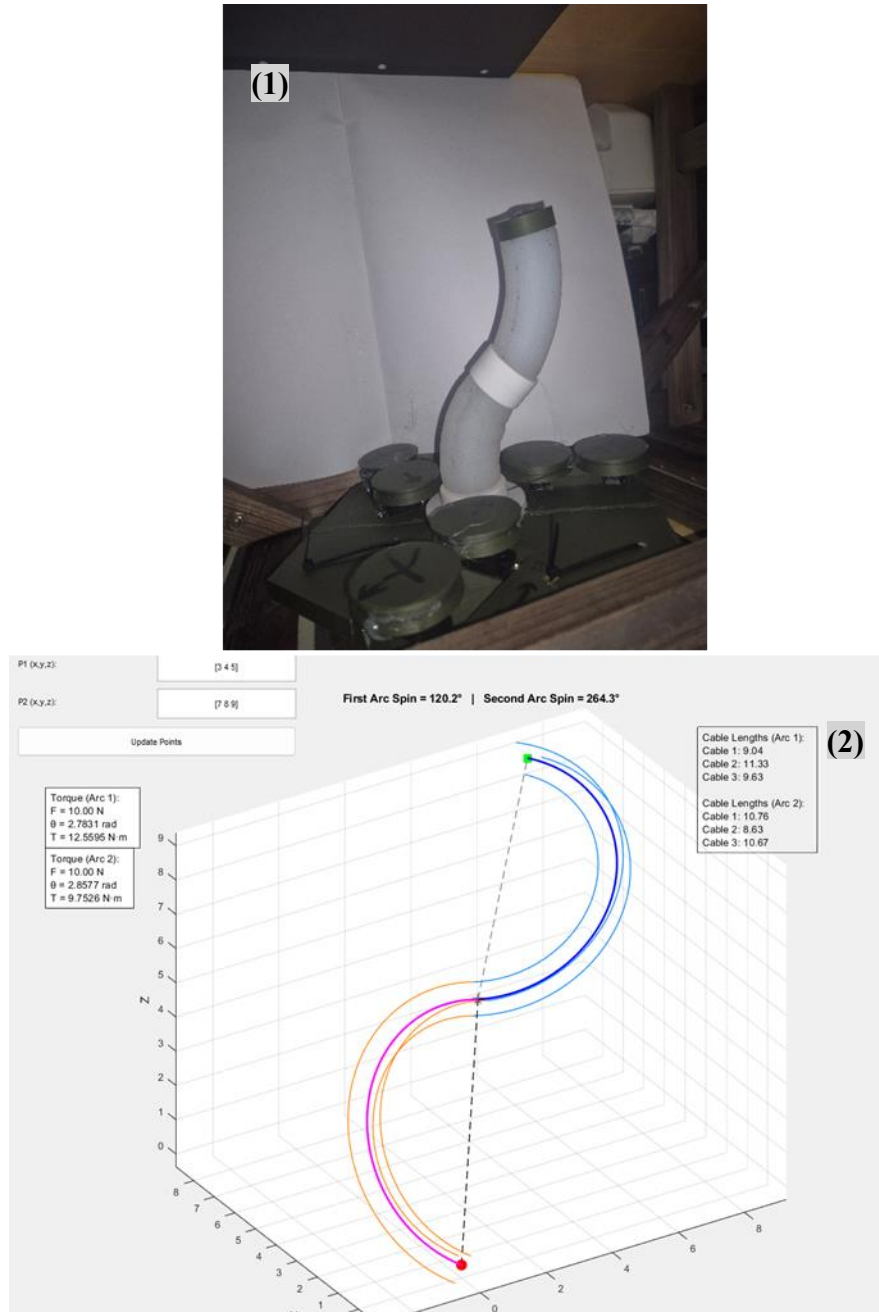 (1)
X
P1 (x,y,z):
[3 4 5]
P2 (x,y,z):
[7 8 9]
Update Points
First Arc Spin = 120.2° | Second Arc Spin = 264.3°
(2)
Cable Lengths (Arc 1):
Cable 1: 9.04
Cable 2: 11.33
Cable 3: 9.63
Cable Lengths (Arc 2):
Cable 1: 10.76
Cable 2: 8.63
Cable 3: 10.67
Torque (Arc 1):
F = 10.00 N
θ = 2.7831 rad
T = 12.5595 N·m
Torque (Arc 2):
F = 10.00 N
θ = 2.8577 rad
T = 9.7526 N·m
9
8
7
6
5
4
3
2
1
0
Z
8
7
6
5
4
3
2
1
0
2
4
6
8